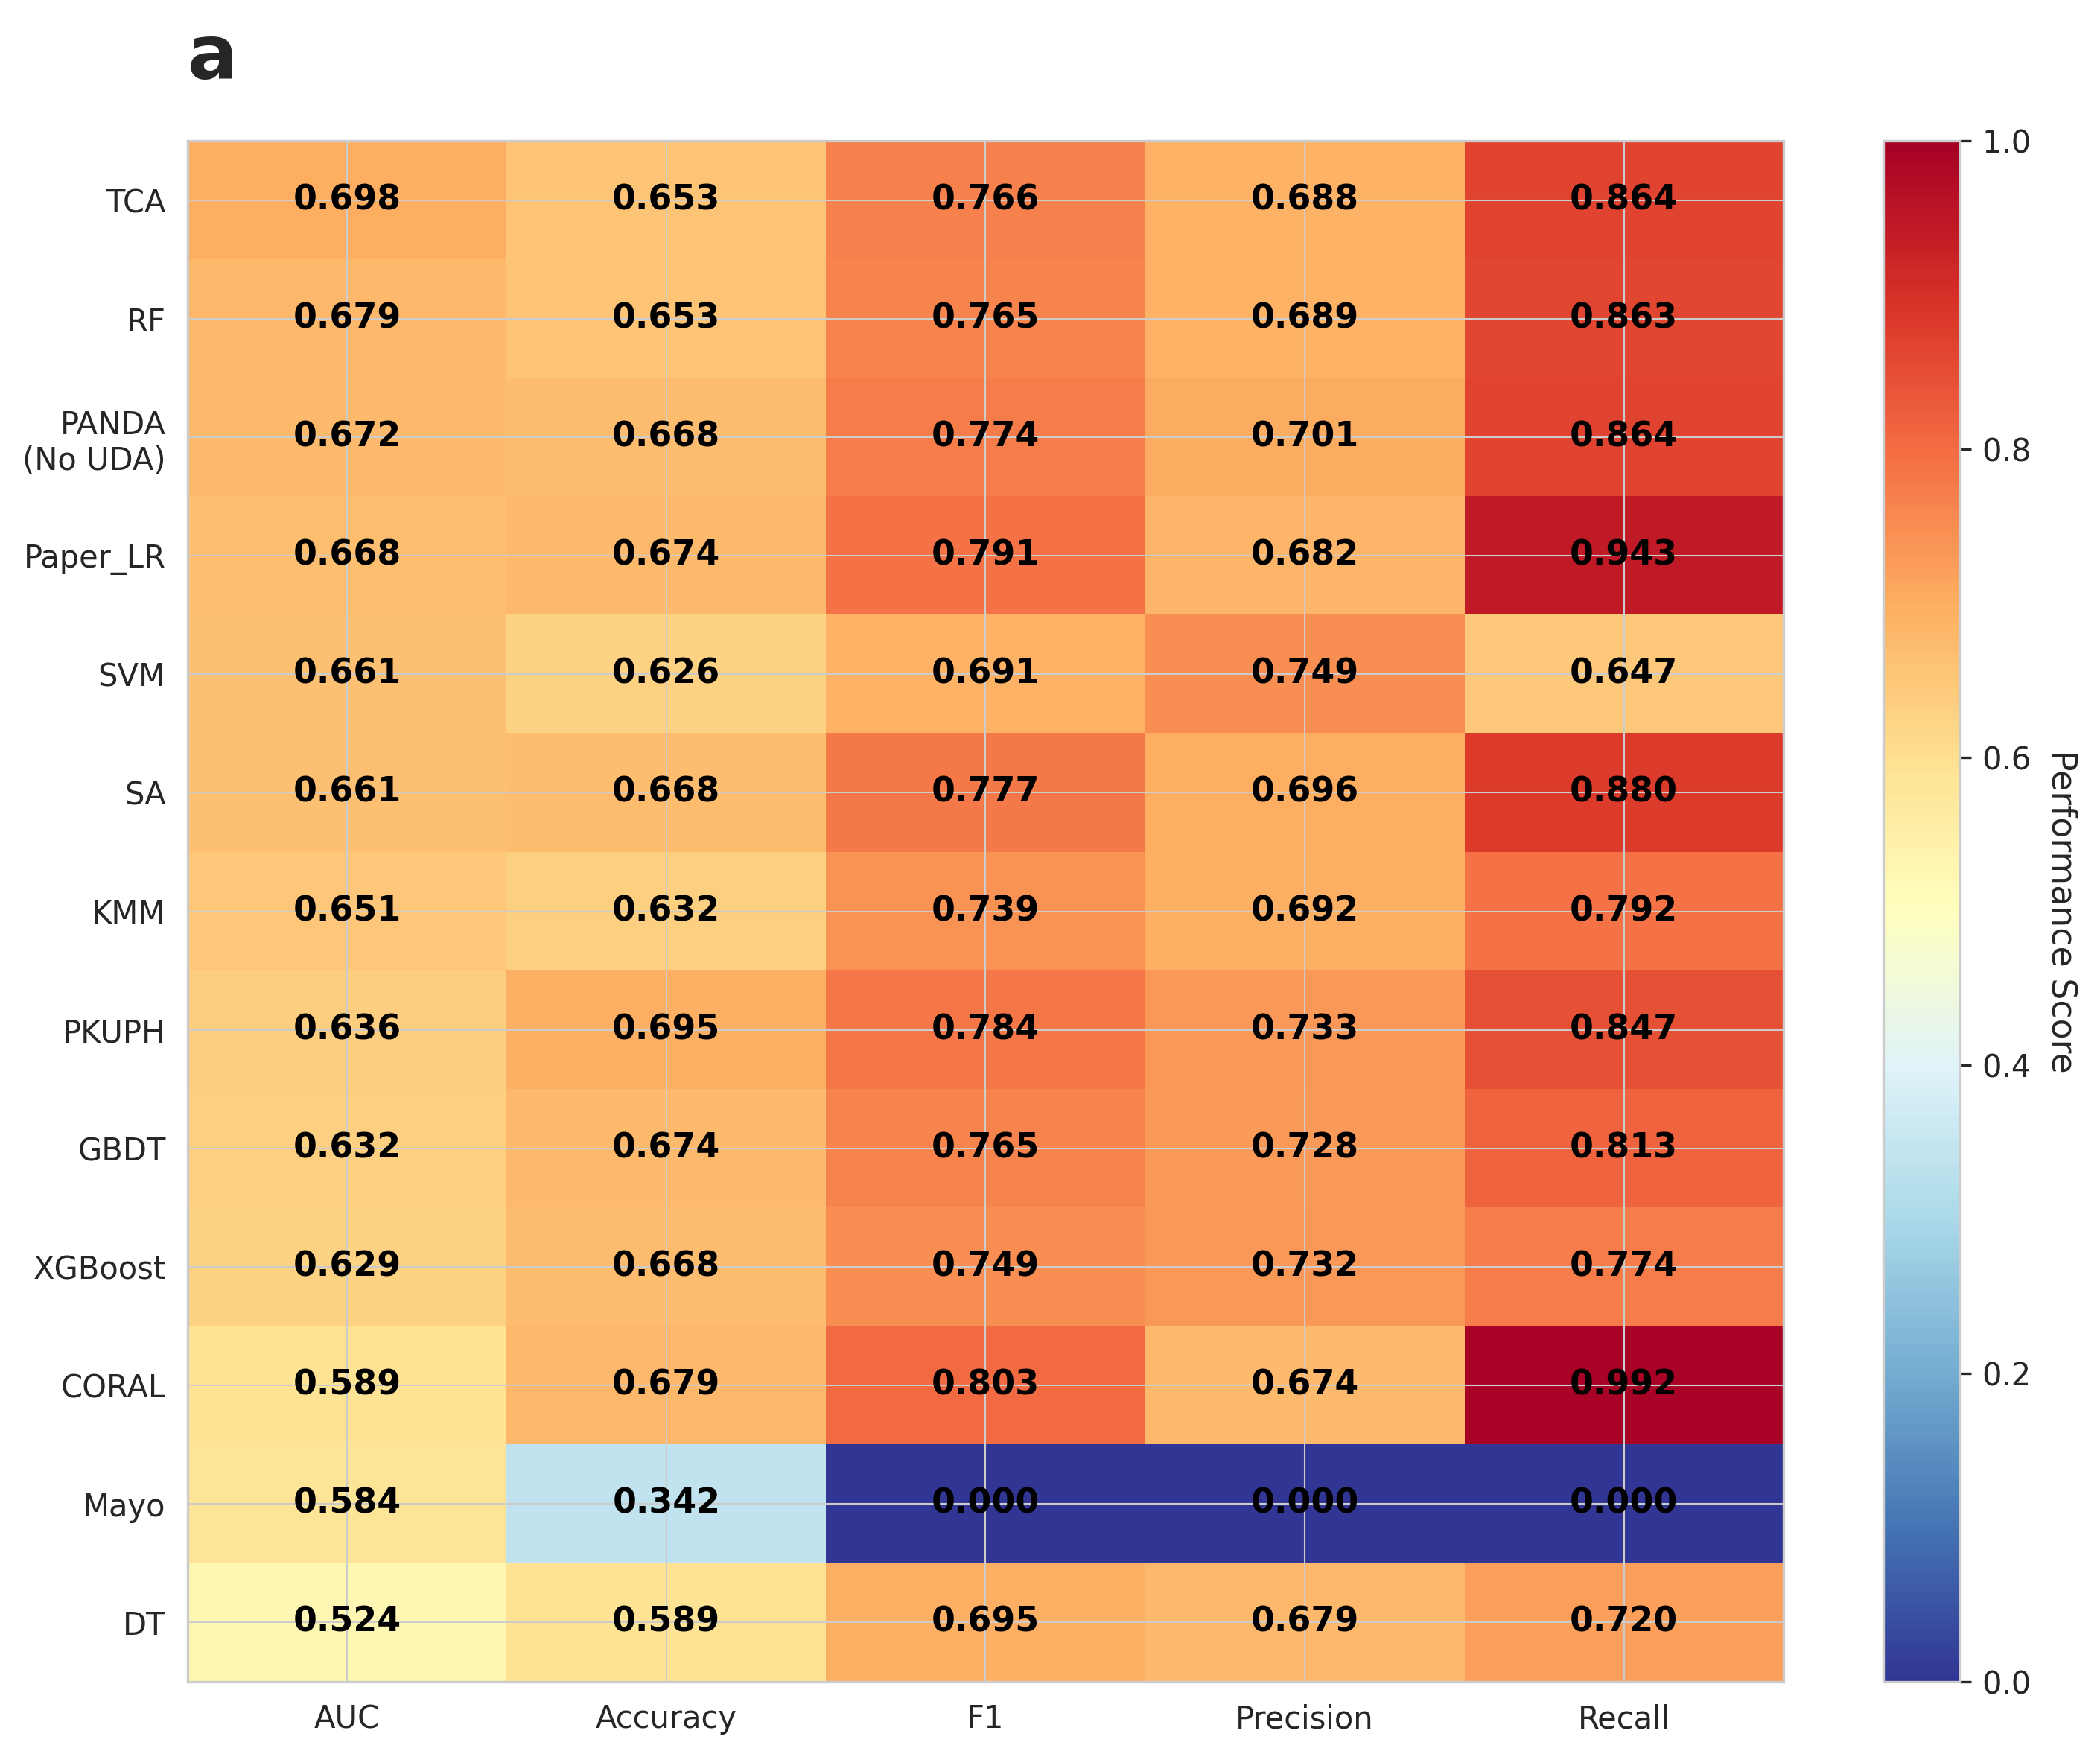 a
TCA 0.698 0.653 0.766 0.688 0.864
RF 0.679 0.653 0.765 0.689 0.863
PANDA
(No UDA) 0.672 0.668 0.774 0.701 0.864
Paper_LR 0.668 0.674 0.791 0.682 0.943
SVM 0.661 0.626 0.691 0.749 0.647
SA 0.661 0.668 0.777 0.696 0.880
KMM 0.651 0.632 0.739 0.692 0.792
PKUPH 0.636 0.695 0.784 0.733 0.847
GBDT 0.632 0.674 0.765 0.728 0.813
XGBoost 0.629 0.668 0.749 0.732 0.774
CORAL 0.589 0.679 0.803 0.674 0.992
Mayo 0.584 0.342 0.000 0.000 0.000
DT 0.524 0.589 0.695 0.679 0.720
AUC Accuracy F1 Precision Recall
1.0
0.8
0.6
0.4
0.2
0.0
Performance Score